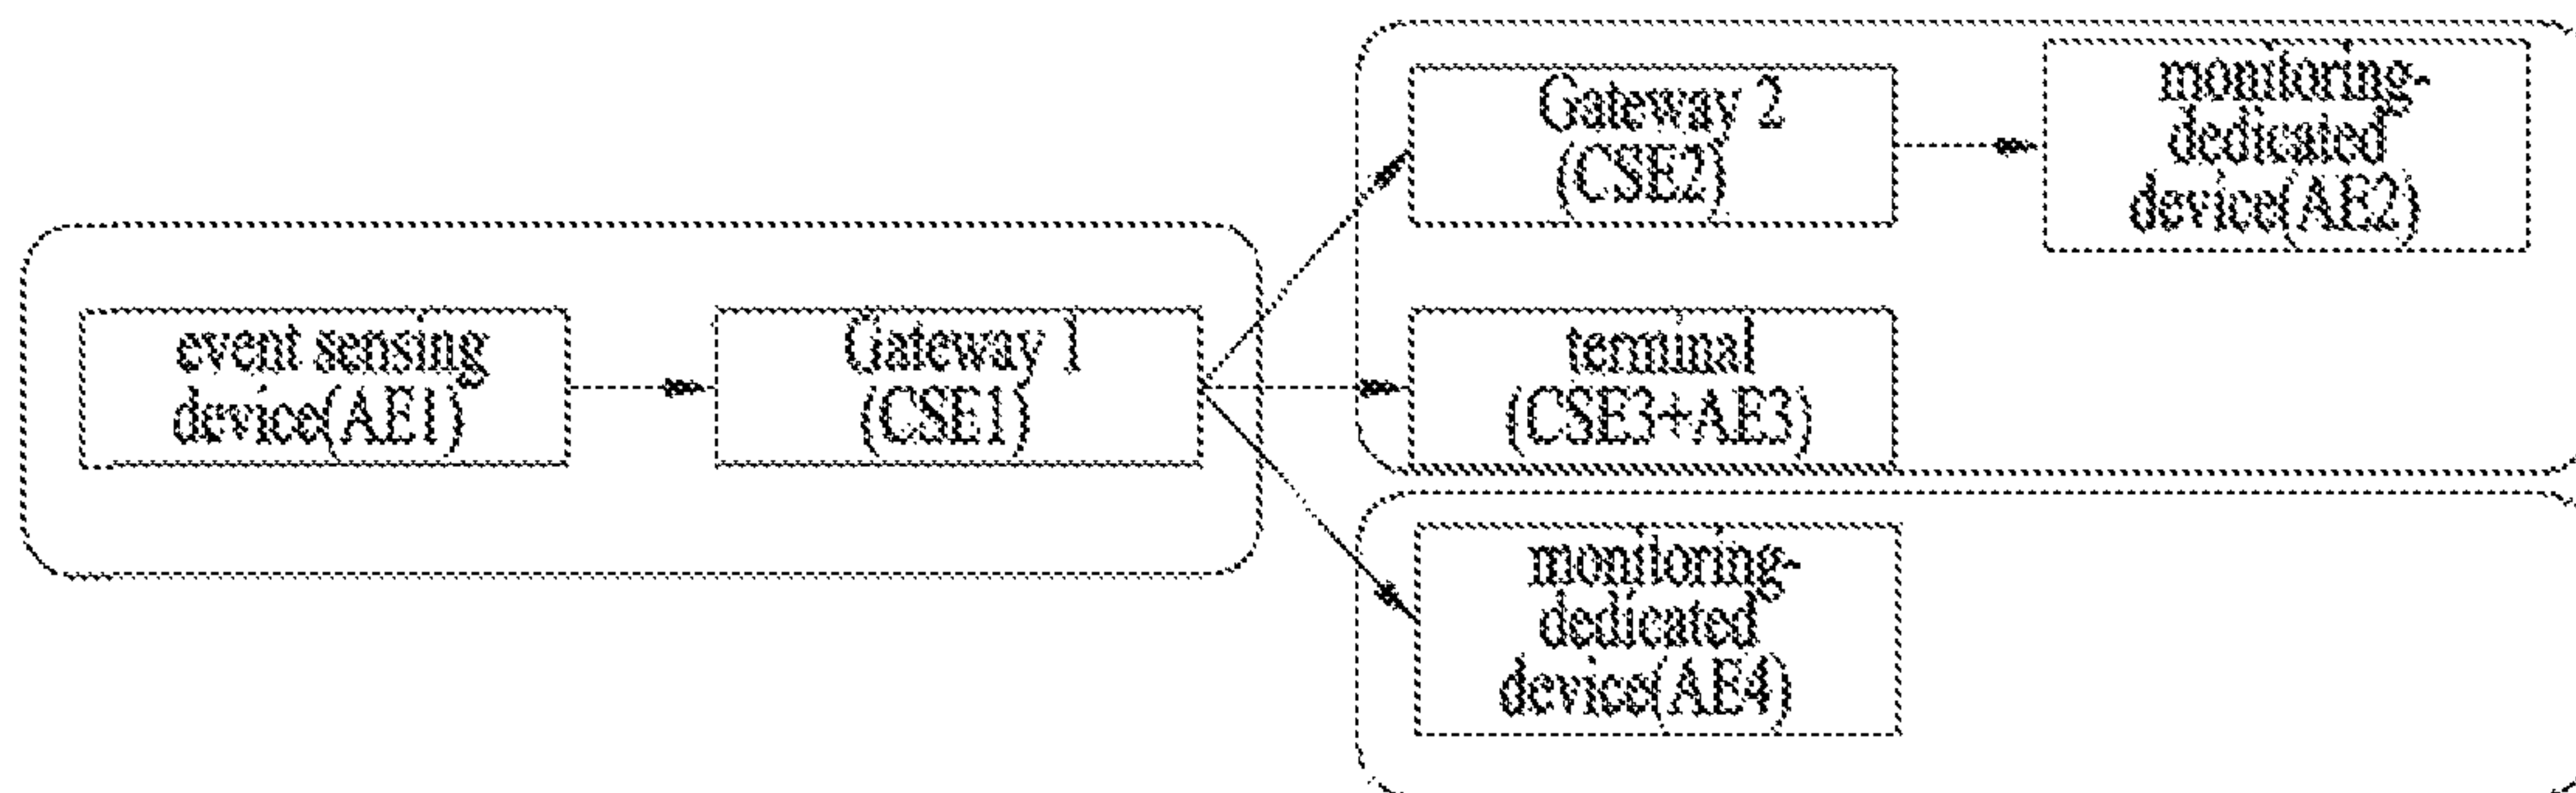 event sensing
device(AE1)
Gateway 1
(CSE1)
Gateway 2
(CSE2)
monitoring-
dedicated
device(AE2)
terminal
(CSE3+AE3)
monitoring-
dedicated
device(AE4)